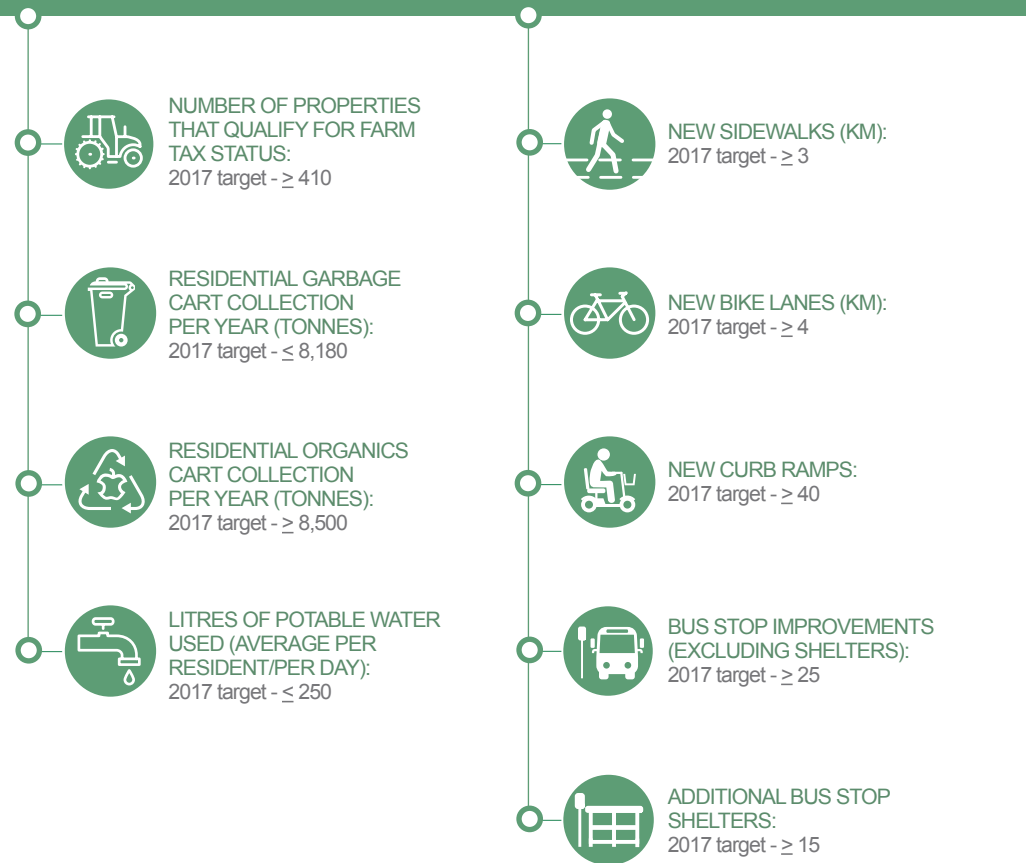 NUMBER OF PROPERTIES
THAT QUALIFY FOR FARM
TAX STATUS:
2017 target - ≥ 410
RESIDENTIAL GARBAGE
CART COLLECTION
PER YEAR (TONNES):
2017 target - ≤ 8,180
RESIDENTIAL ORGANICS
CART COLLECTION
PER YEAR (TONNES):
2017 target - ≥ 8,500
LITRES OF POTABLE WATER
USED (AVERAGE PER
RESIDENT/PER DAY):
2017 target - ≤ 250
NEW SIDEWALKS (KM):
2017 target - ≥ 3
NEW BIKE LANES (KM):
2017 target - ≥ 4
NEW CURB RAMPS:
2017 target - ≥ 40
BUS STOP IMPROVEMENTS
(EXCLUDING SHELTERS):
2017 target - ≥ 25
ADDITIONAL BUS STOP
SHELTERS:
2017 target - ≥ 15